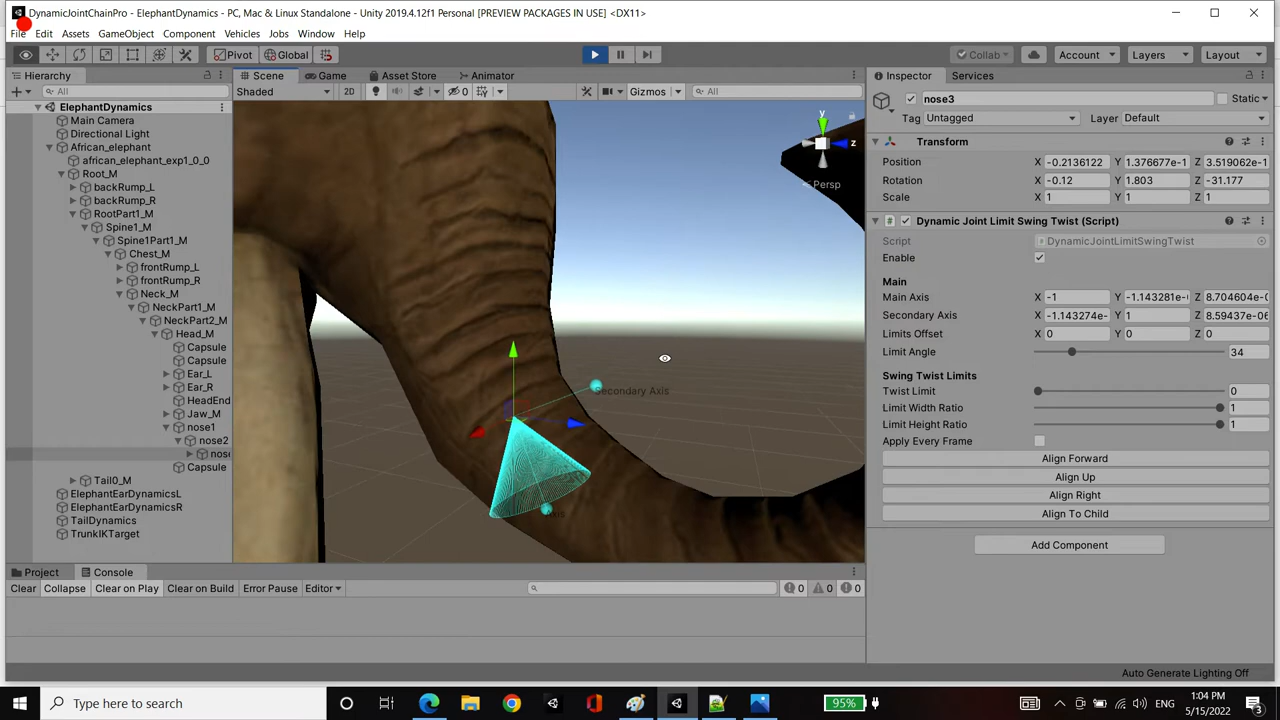 DynamicJointChainPro - ElephantDynamics - PC, Mac & Linux Standalone - Unity 2019.4.12f1 Personal [PREVIEW PACKAGES IN USE] <DX11>
File Edit Assets GameObject Component Vehicles Jobs Window Help
Pivot Global Collab Account Layers Layout
Hierarchy
All
ElephantDynamics
Main Camera
Directional Light
African_elephant
african_elephant_exp1_0_0
Root_M
backRump_L
backRump_R
RootPart1_M
Spine1_M
Spine1Part1_M
Chest_M
frontRump_L
frontRump_R
Neck_M
NeckPart1_M
NeckPart2_M
Head_M
Capsule
Capsule
Ear_L
Ear_R
HeadEnd
Jaw_M
nose1
nose2
nose
Capsule
Tail0_M
ElephantEarDynamicsL
ElephantEarDynamicsR
TailDynamics
TrunkIKTarget
Scene Game Asset Store Animator
Shaded 2D 0 Gizmos All
y
z
Persp
Secondary Axis
Axis
Inspector Services
nose3 Static
Tag Untagged Layer Default
Transform
Position X -0.2136122 Y 1.376677e-1 Z 3.519062e-1
Rotation X -0.12 Y 1.803 Z -31.177
Scale X 1 Y 1 Z 1
Dynamic Joint Limit Swing Twist (Script)
Script DynamicJointLimitSwingTwist
Enable
Main
Main Axis X -1 Y -1.143281e- Z 8.704604e-0
Secondary Axis X -1.143274e- Y 1 Z 8.59437e-06
Limits Offset X 0 Y 0 Z 0
Limit Angle 34
Swing Twist Limits
Twist Limit 0
Limit Width Ratio 1
Limit Height Ratio 1
Apply Every Frame
Align Forward
Align Up
Align Right
Align To Child
Add Component
Project Console
Clear Collapse Clear on Play Clear on Build Error Pause Editor 0 0 0
Auto Generate Lighting Off
Type here to search
95%
ENG
1:04 PM
5/15/2022
3